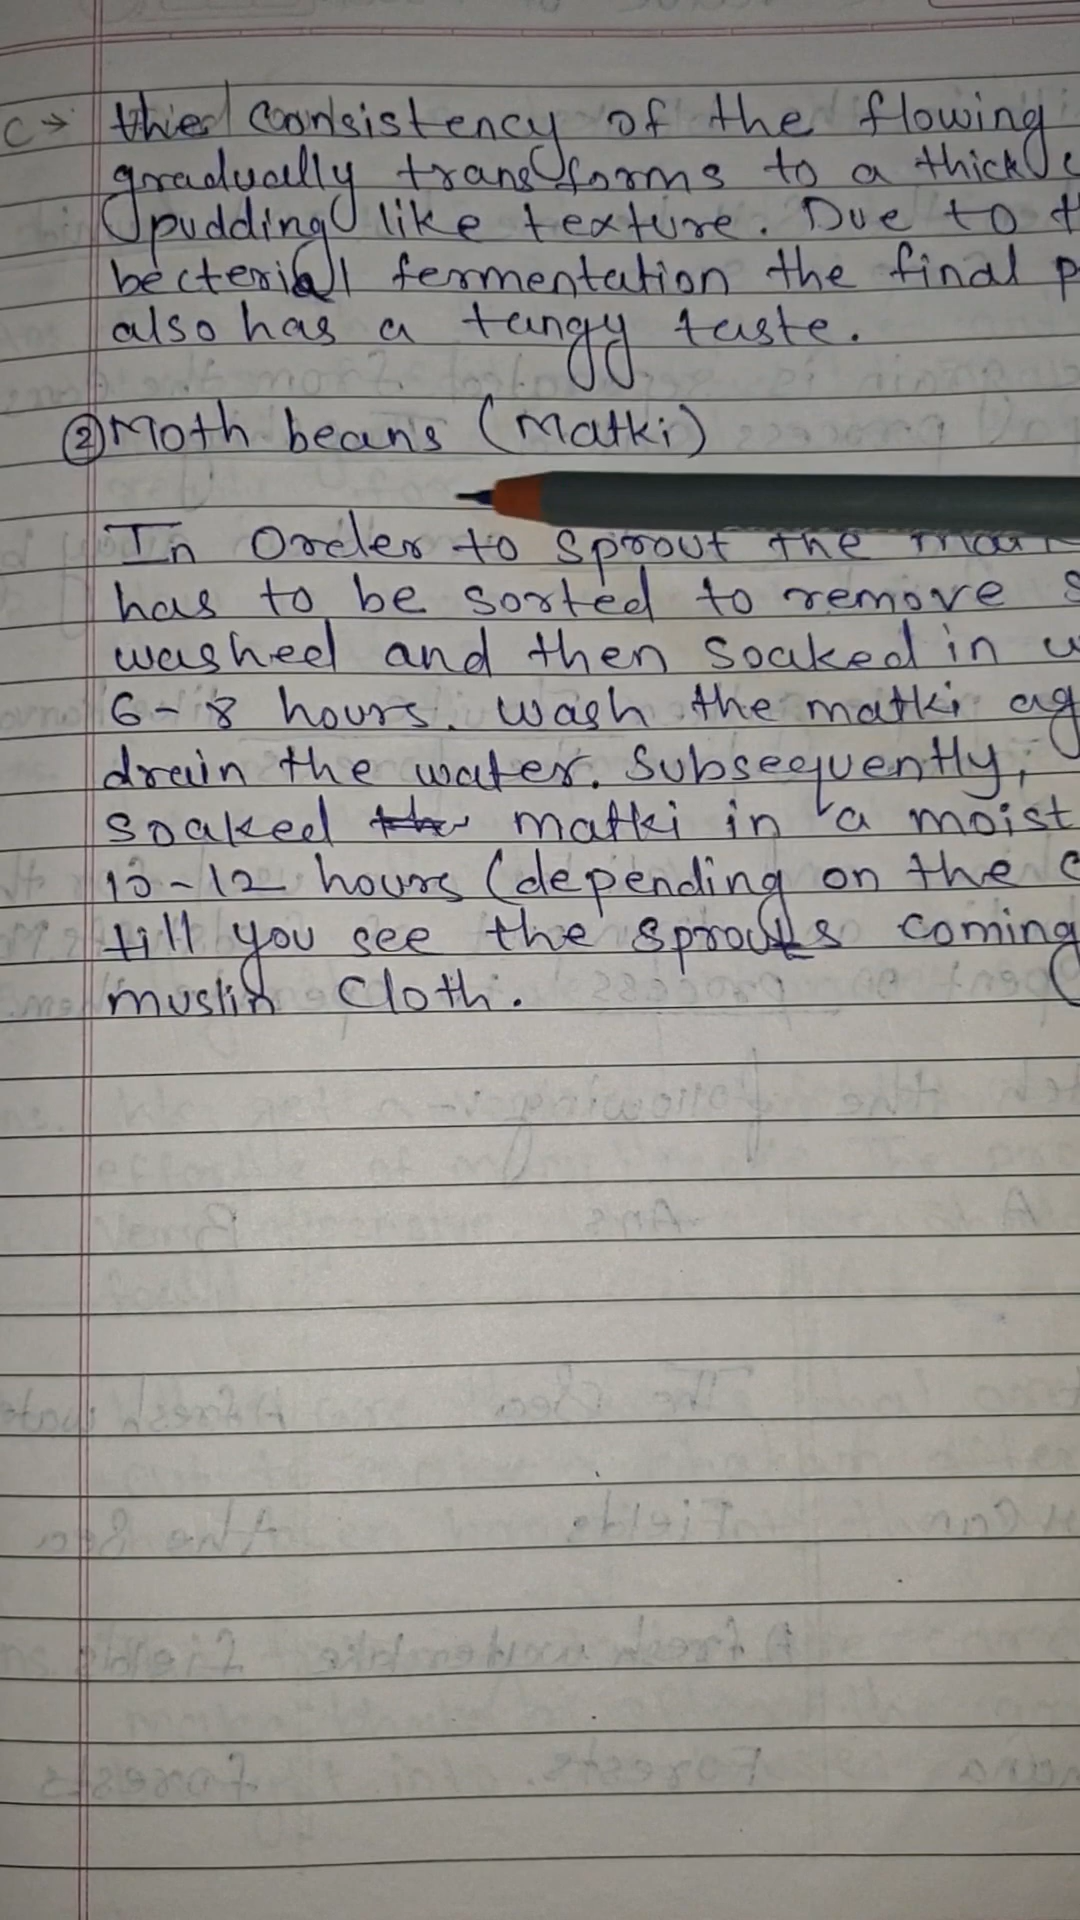 C→ the consistency of the flowing
gradually transforms to a thick
pudding like texture. Due to
becterial fermentation the final
also has a tangy taste.
② Moth beans (Matki)
In Order to sprout the
has to be sorted to remove
washed and then soaked in
6-8 hours. wash the matki
drain the water. Subsequently,
soaked matki in a moist
10-12 hours (depending on the
till you see the sprouts coming
muslin cloth.